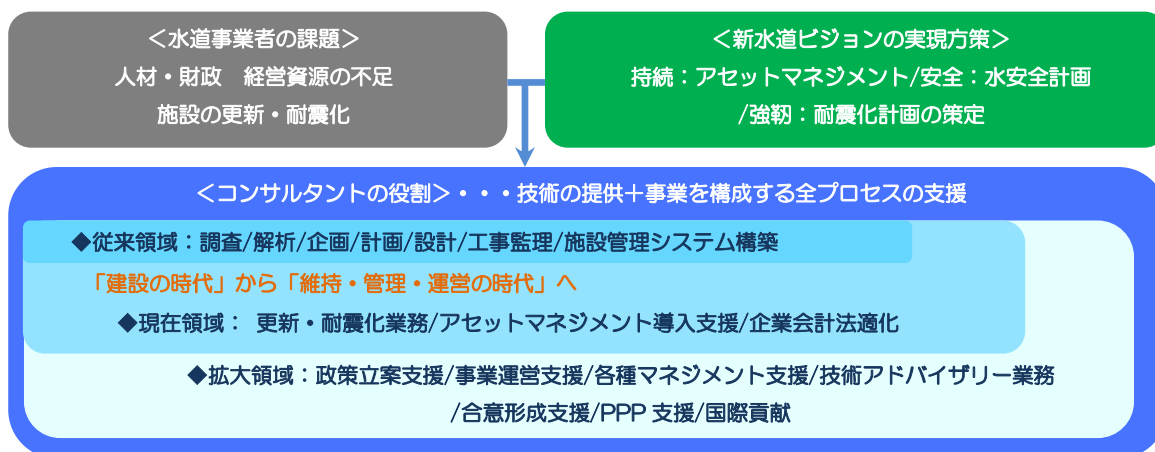 ＜水道事業者の課題＞
人材・財政　経営資源の不足
施設の更新・耐震化
＜新水道ビジョンの実現方策＞
持続：アセットマネジメント/安全：水安全計画
/強靭：耐震化計画の策定
＜コンサルタントの役割＞・・・技術の提供＋事業を構成する全プロセスの支援
◆従来領域：調査/解析/企画/計画/設計/工事監理/施設管理システム構築
「建設の時代」から「維持・管理・運営の時代」へ
◆現在領域：　更新・耐震化業務/アセットマネジメント導入支援/企業会計法適化
◆拡大領域：政策立案支援/事業運営支援/各種マネジメント支援/技術アドバイザリー業務
/合意形成支援/PPP 支援/国際貢献